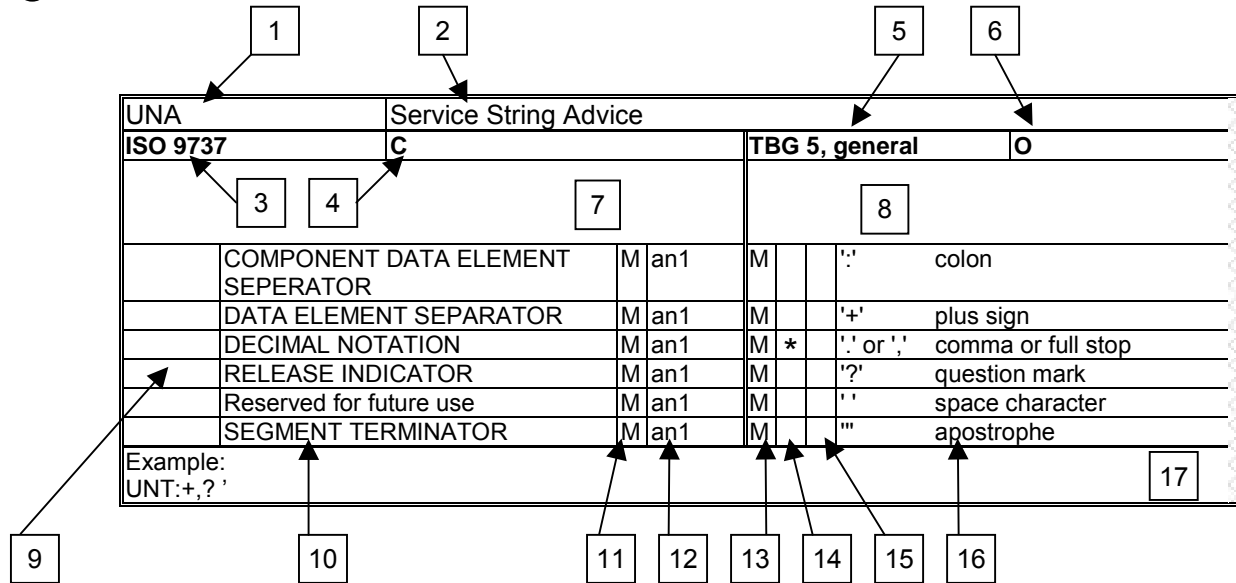 1 2 5 6
UNA Service String Advice
ISO 9737 C TBG 5, general O
3 4 7 8
COMPONENT DATA ELEMENT M an1 M ':' colon
SEPERATOR
DATA ELEMENT SEPARATOR M an1 M '+' plus sign
DECIMAL NOTATION M an1 M * '.' or ',' comma or full stop
RELEASE INDICATOR M an1 M '?' question mark
Reserved for future use M an1 M ' ' space character
SEGMENT TERMINATOR M an1 M ''' apostrophe
Example:
UNT:+,? ’
17
9 10 11 12 13 14 15 16